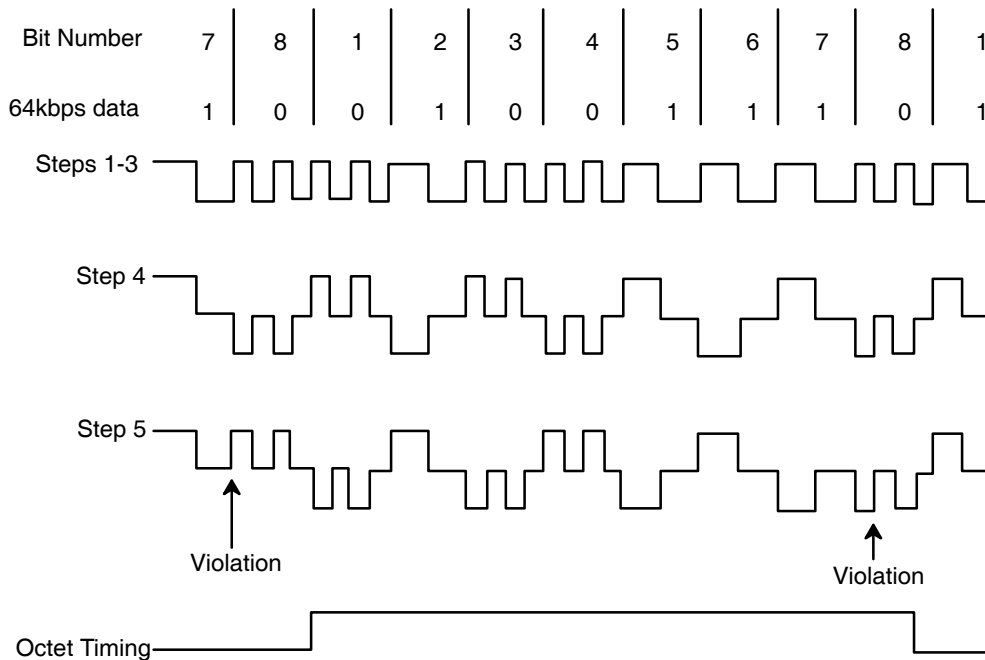 Bit Number 7 8 1 2 3 4 5 6 7 8 1
64kbps data 1 0 0 1 0 0 1 1 1 0 1
Steps 1-3
Step 4
Step 5
Violation
Violation
Octet Timing